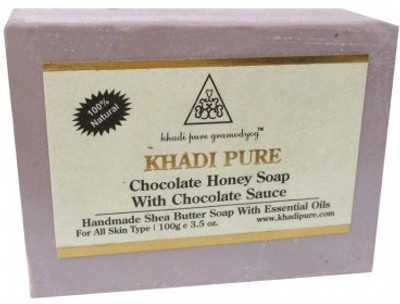 100%
Natural
khadi pure gramodyog™
KHADI PURE
Chocolate Honey Soap
With Chocolate Sauce
Handmade Shea Butter Soap With Essential Oils
For All Skin Type | 100g e 3.5 oz.
www.khadipure.com